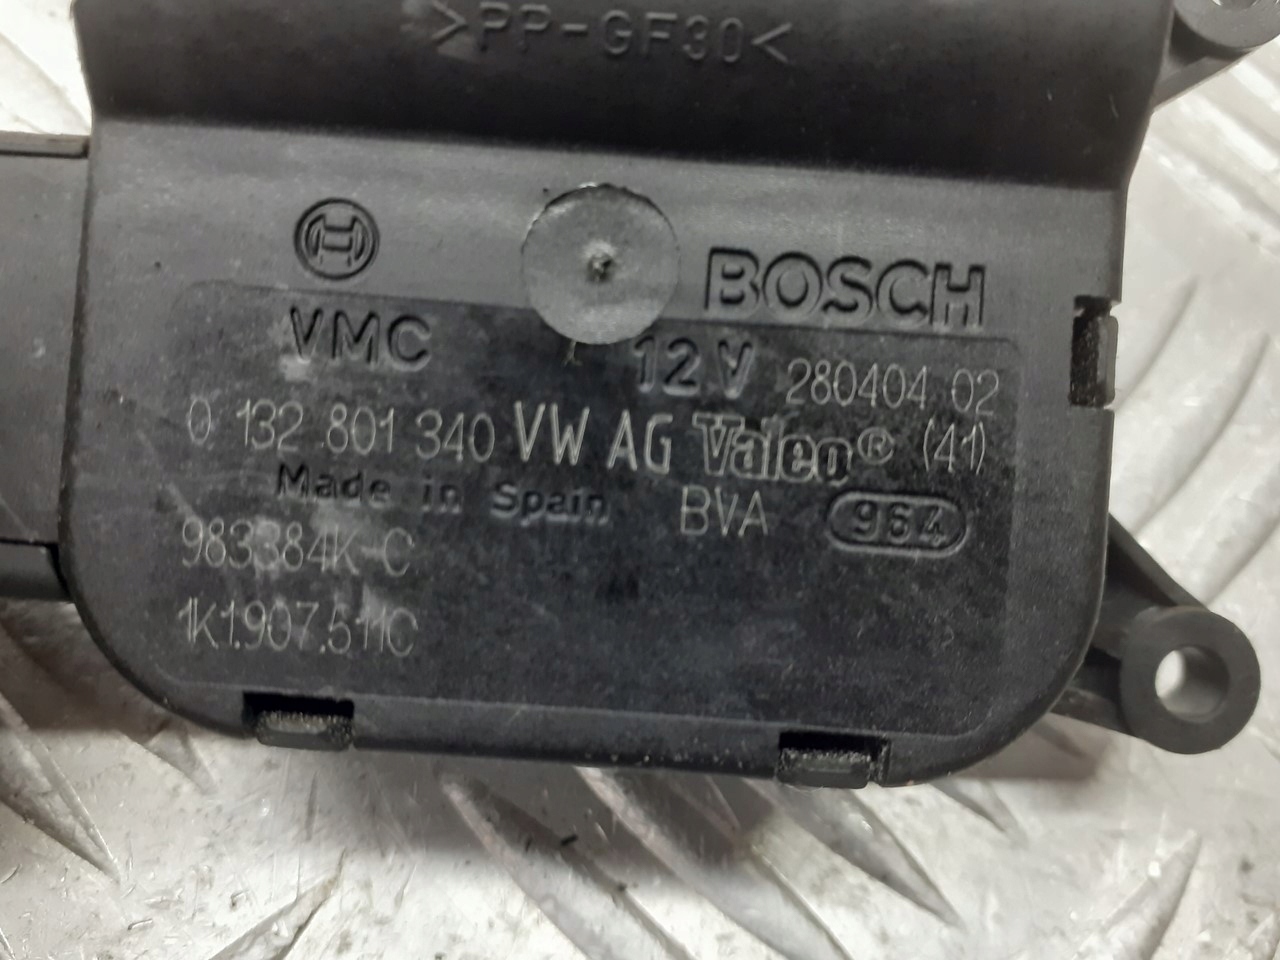 >PP-GF30<
BOSCH
VMC 12V 280404 02
0 132 801 340 VW AG Valeo® (41)
Made in Spain BVA 964
983384K-C
1K1.907.511C